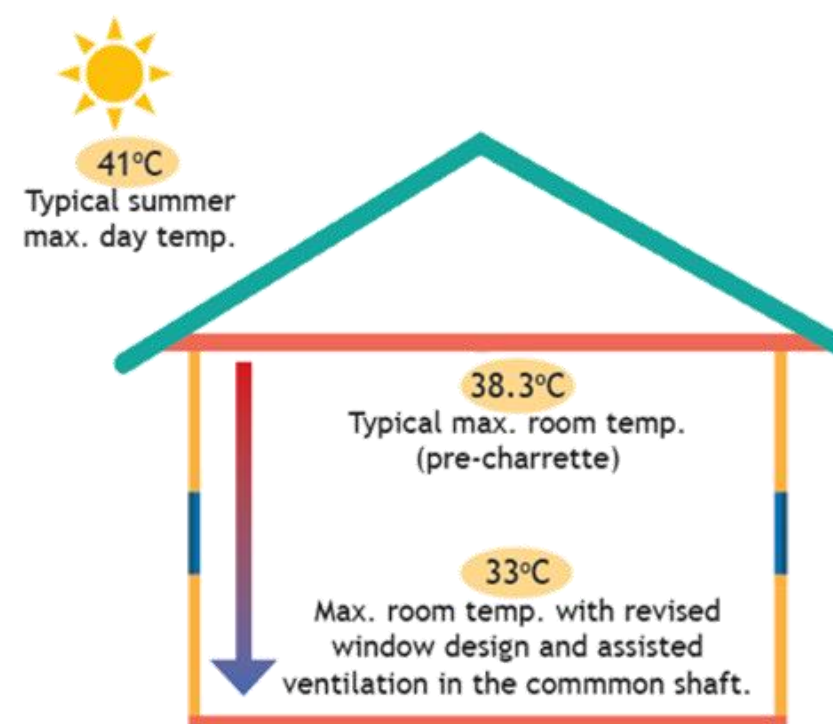 41°C
Typical summer
max. day temp.
38.3°C
Typical max. room temp.
(pre-charrette)
33°C
Max. room temp. with revised
window design and assisted
ventilation in the commmon shaft.